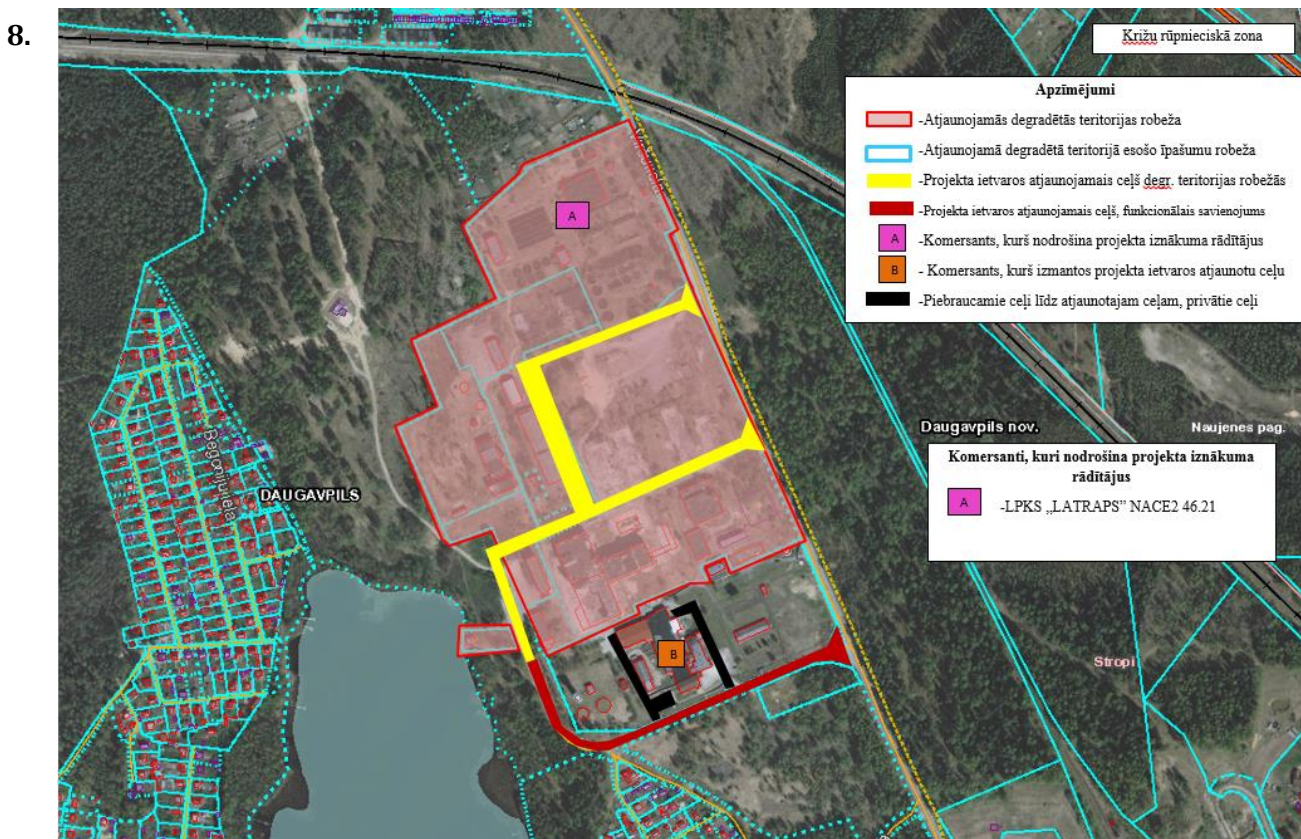 8.
Križu rūpnieciskā zona
Apzīmējumi
-Atjaunojamās degradētās teritorijas robeža
-Atjaunojamā degradētā teritorijā esošo īpašumu robeža
-Projekta ietvaros atjaunojamais ceļš degr. teritorijas robežās
-Projekta ietvaros atjaunojamais ceļš, funkcionālais savienojums
A -Komersants, kurš nodrošina projekta iznākuma rādītājus
B - Komersants, kurš izmantos projekta ietvaros atjaunotu ceļu
-Piebraucamie ceļi līdz atjaunotajam ceļam, privātie ceļi
A
Daugavpils nov.
Naujenes pag.
Komersanti, kuri nodrošina projekta iznākuma
rādītājus
A -LPKS „LATRAPS” NACE2 46.21
Begoniju iela
DAUGAVPILS
B
Stropi